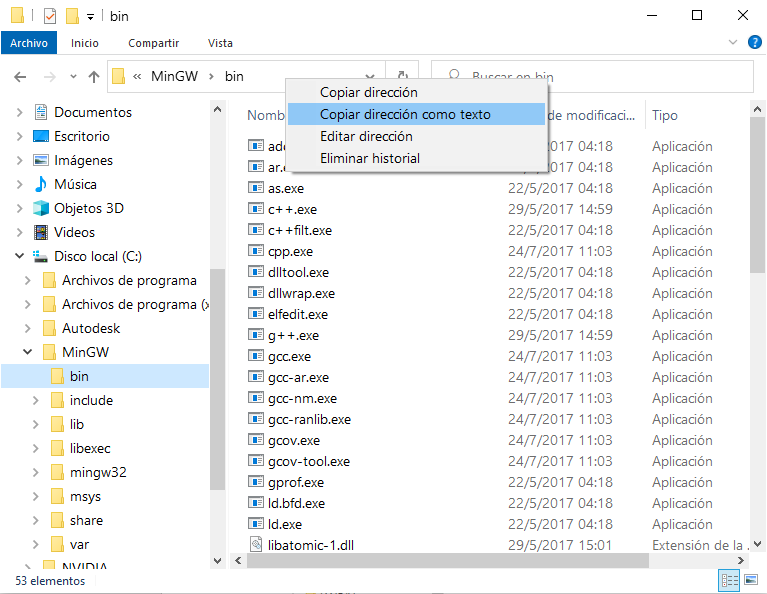 bin
Archivo Inicio Compartir Vista
« MinGW › bin
Buscar en bin
Copiar dirección
Copiar dirección como texto
Editar dirección
Eliminar historial
Documentos
Escritorio
Imágenes
Música
Objetos 3D
Videos
Disco local (C:)
Archivos de programa
Archivos de programa (x
Autodesk
MinGW
bin
include
lib
libexec
mingw32
msys
share
var
NVIDIA
Nomb de modificaci... Tipo
2017 04:18 Aplicación
2017 04:18 Aplicación
as.exe 22/5/2017 04:18 Aplicación
c++.exe 29/5/2017 14:59 Aplicación
c++filt.exe 22/5/2017 04:18 Aplicación
cpp.exe 24/7/2017 11:03 Aplicación
dlltool.exe 22/5/2017 04:18 Aplicación
dllwrap.exe 22/5/2017 04:18 Aplicación
elfedit.exe 22/5/2017 04:18 Aplicación
g++.exe 29/5/2017 14:59 Aplicación
gcc.exe 24/7/2017 11:03 Aplicación
gcc-ar.exe 24/7/2017 11:03 Aplicación
gcc-nm.exe 24/7/2017 11:03 Aplicación
gcc-ranlib.exe 24/7/2017 11:03 Aplicación
gcov.exe 24/7/2017 11:03 Aplicación
gcov-tool.exe 24/7/2017 11:03 Aplicación
gprof.exe 22/5/2017 04:18 Aplicación
ld.bfd.exe 22/5/2017 04:18 Aplicación
ld.exe 22/5/2017 04:18 Aplicación
libatomic-1.dll 29/5/2017 15:01 Extensión de la .
53 elementos